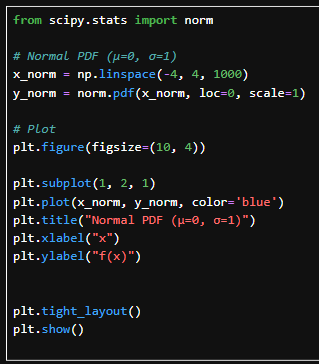 from scipy.stats import norm
# Normal PDF (μ=0, σ=1)
x_norm = np.linspace(-4, 4, 1000)
y_norm = norm.pdf(x_norm, loc=0, scale=1)
# Plot
plt.figure(figsize=(10, 4))
plt.subplot(1, 2, 1)
plt.plot(x_norm, y_norm, color='blue')
plt.title("Normal PDF (μ=0, σ=1)")
plt.xlabel("x")
plt.ylabel("f(x)")
plt.tight_layout()
plt.show()